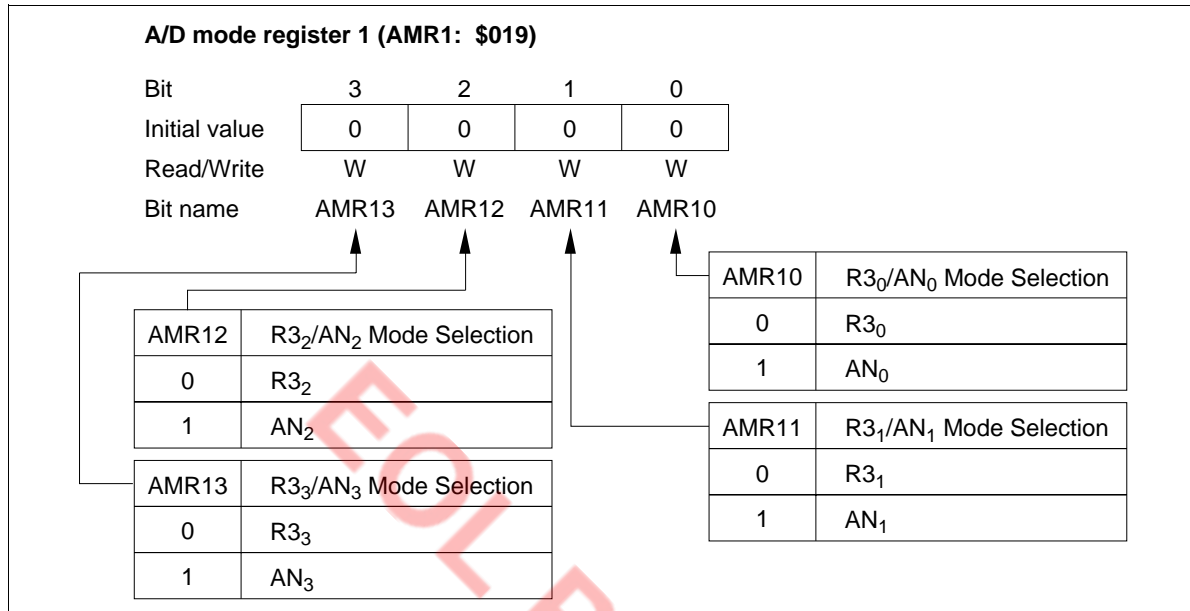 A/D mode register 1 (AMR1: $019)
Bit 3 2 1 0
Initial value 0 0 0 0
Read/Write W W W W
Bit name AMR13 AMR12 AMR11 AMR10
AMR10 R3₀/AN₀ Mode Selection
0 R3₀
1 AN₀
AMR12 R3₂/AN₂ Mode Selection
0 R3₂
1 AN₂
AMR11 R3₁/AN₁ Mode Selection
0 R3₁
1 AN₁
AMR13 R3₃/AN₃ Mode Selection
0 R3₃
1 AN₃
EOL